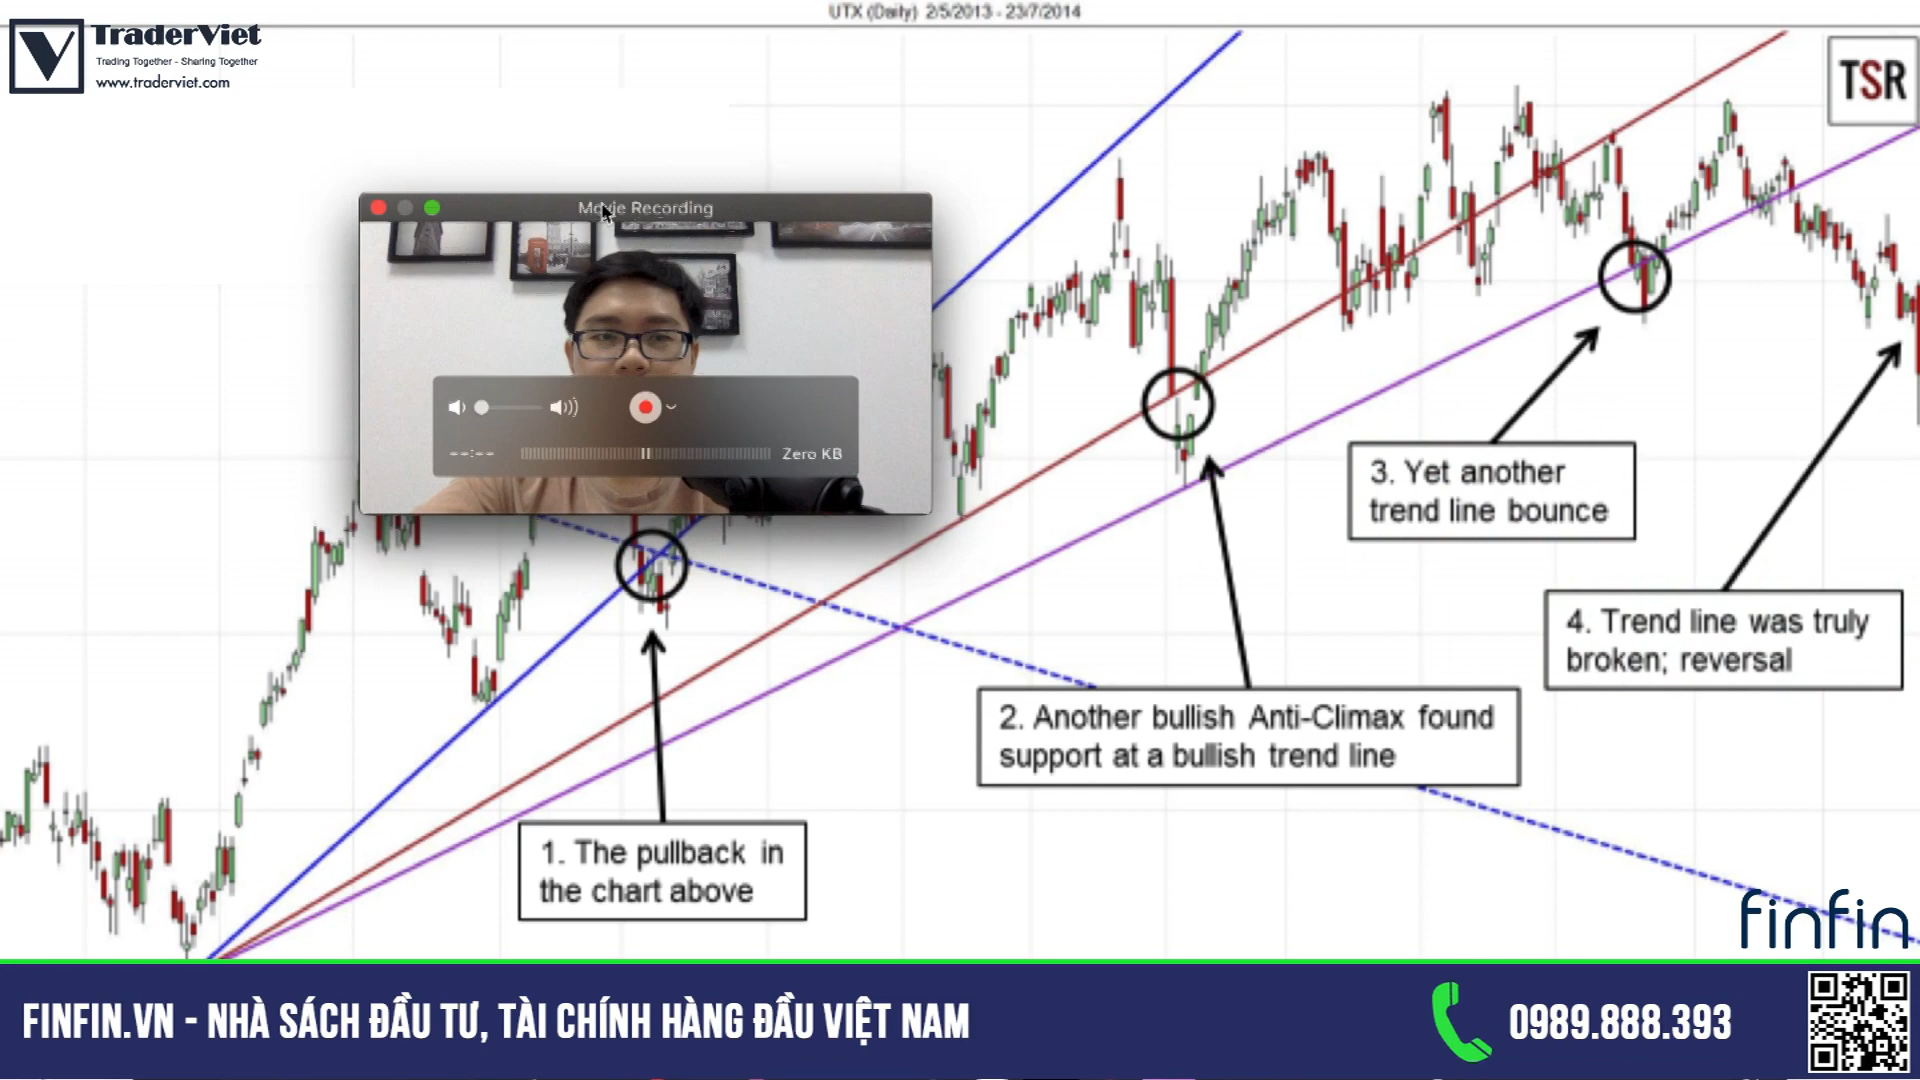 UTX (Daily) 2/5/2013 - 23/7/2014
TraderViet
Trading Together - Sharing Together
www.traderviet.com
TSR
Movie Recording
--:--
Zero KB
3. Yet another
trend line bounce
4. Trend line was truly
broken; reversal
2. Another bullish Anti-Climax found
support at a bullish trend line
1. The pullback in
the chart above
finfin
FINFIN.VN - NHÀ SÁCH ĐẦU TƯ, TÀI CHÍNH HÀNG ĐẦU VIỆT NAM
0989.888.393